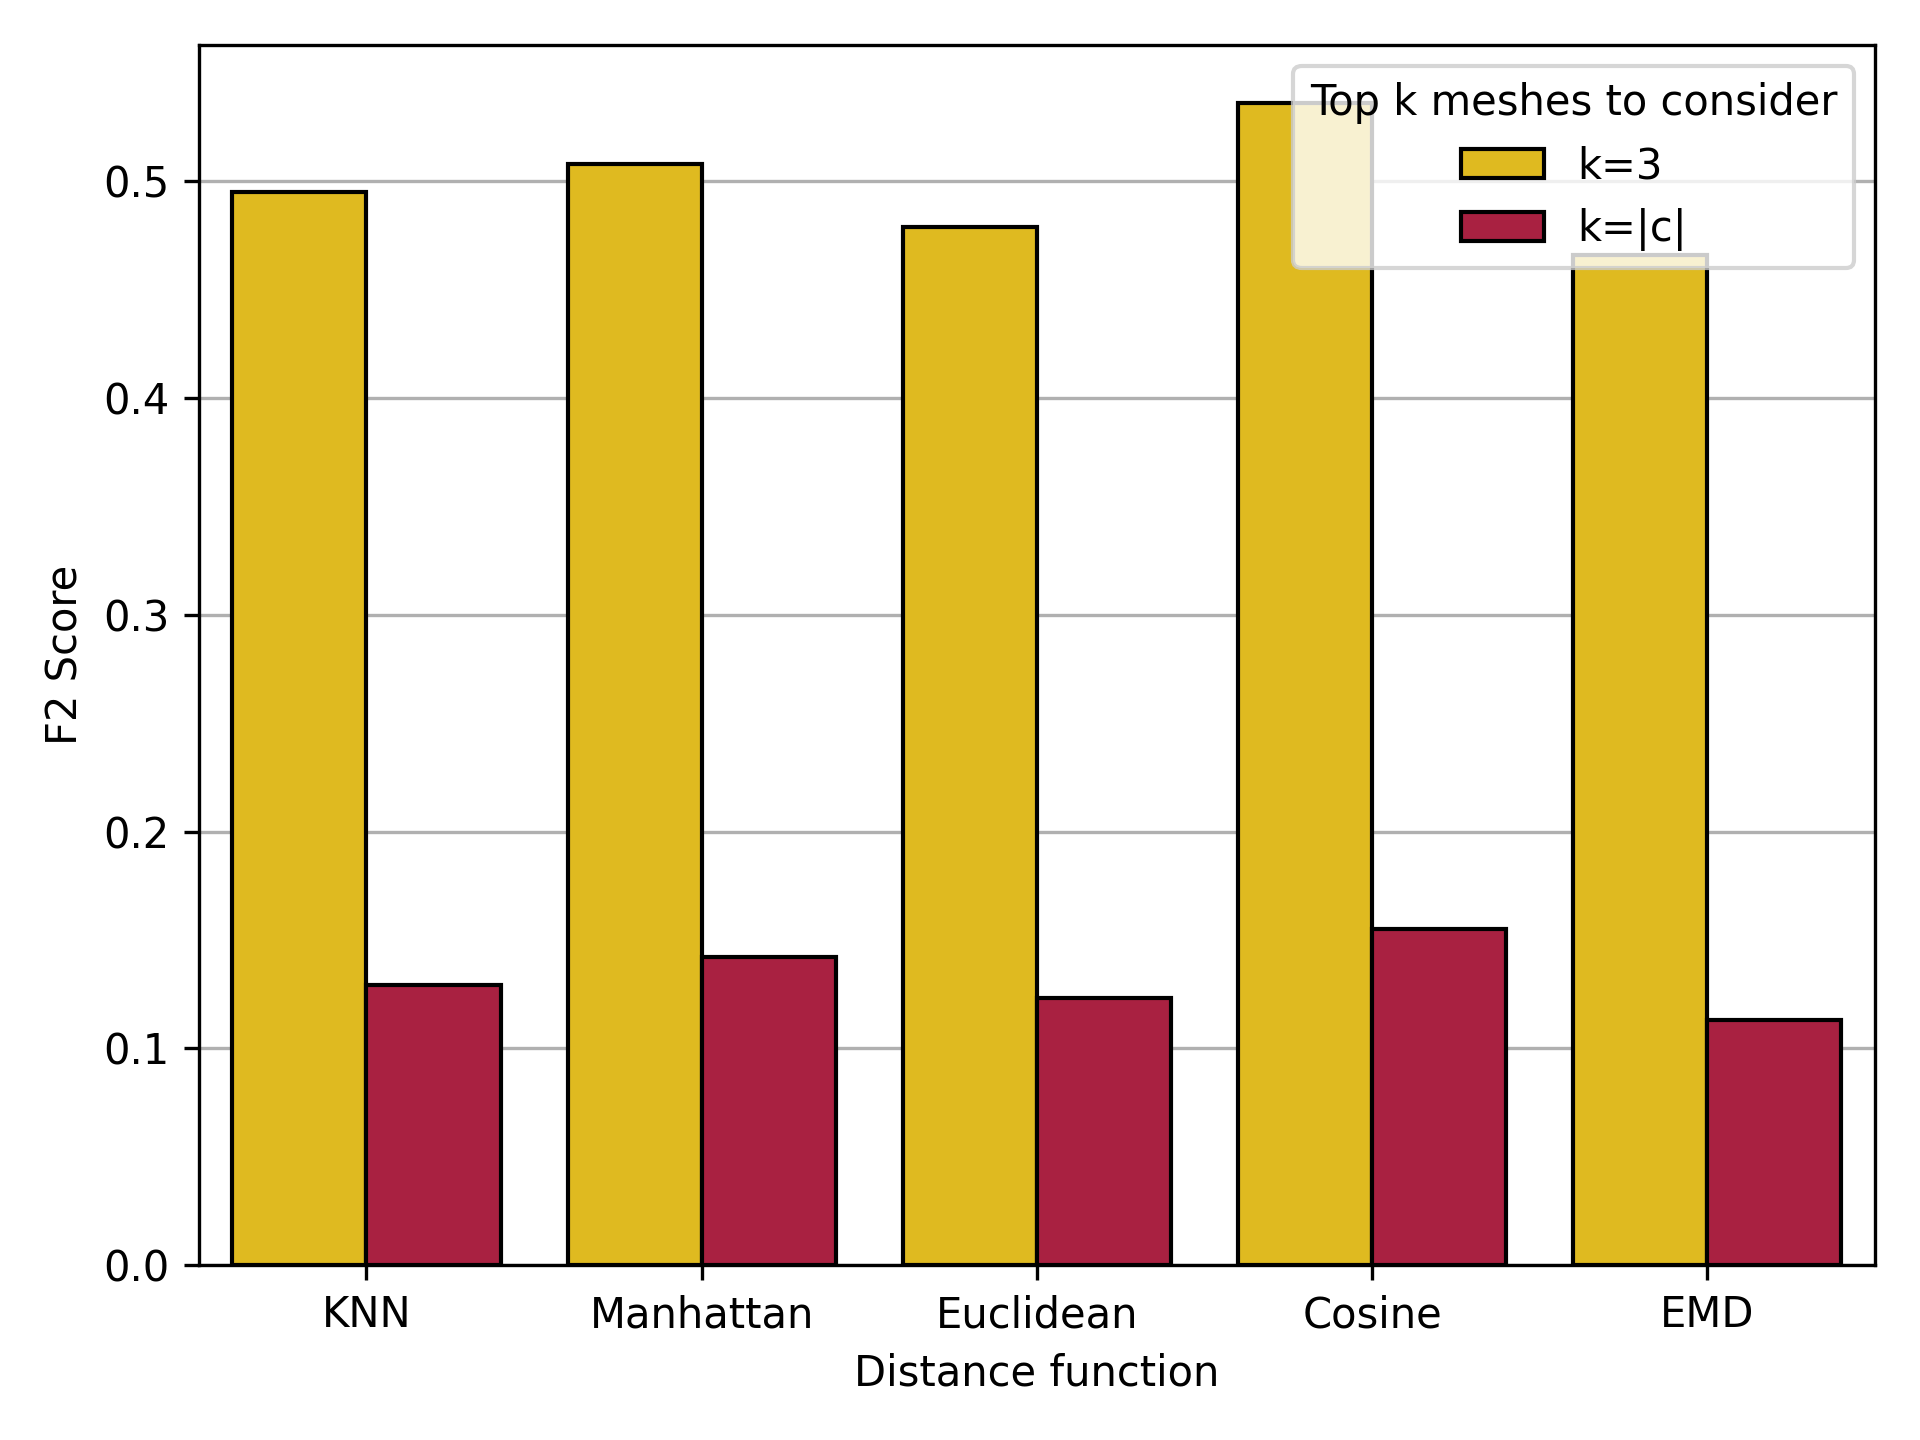 Top k meshes to consider
k=3
k=|c|
0.5
0.4
0.3
0.2
0.1
0.0
F2 Score
KNN Manhattan Euclidean Cosine EMD
Distance function